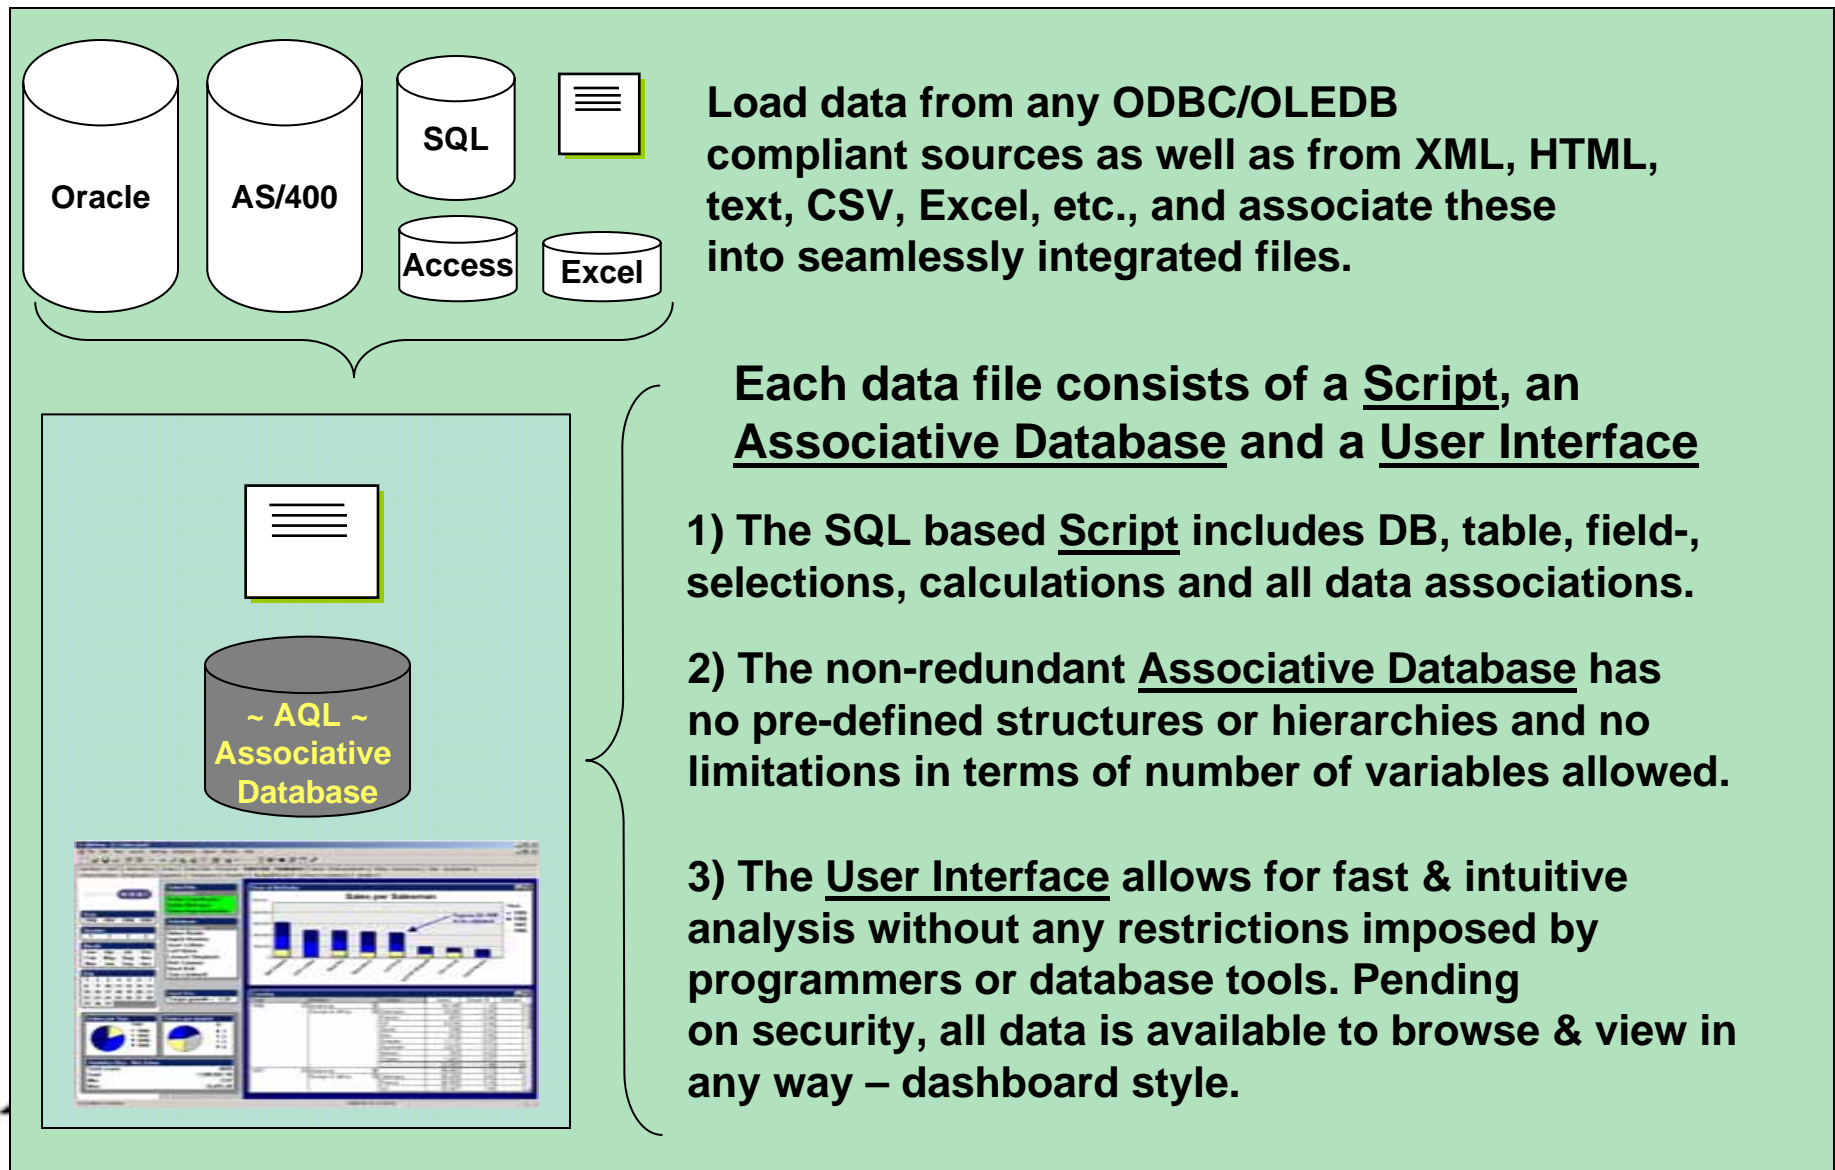 Oracle
AS/400
SQL
Access
Excel
Load data from any ODBC/OLEDB
compliant sources as well as from XML, HTML,
text, CSV, Excel, etc., and associate these
into seamlessly integrated files.
Each data file consists of a Script, an
Associative Database and a User Interface
1) The SQL based Script includes DB, table, field-,
selections, calculations and all data associations.
~ AQL ~
Associative
Database
2) The non-redundant Associative Database has
no pre-defined structures or hierarchies and no
limitations in terms of number of variables allowed.
Sales per Salesman
3) The User Interface allows for fast & intuitive
analysis without any restrictions imposed by
programmers or database tools. Pending
on security, all data is available to browse & view in
any way – dashboard style.